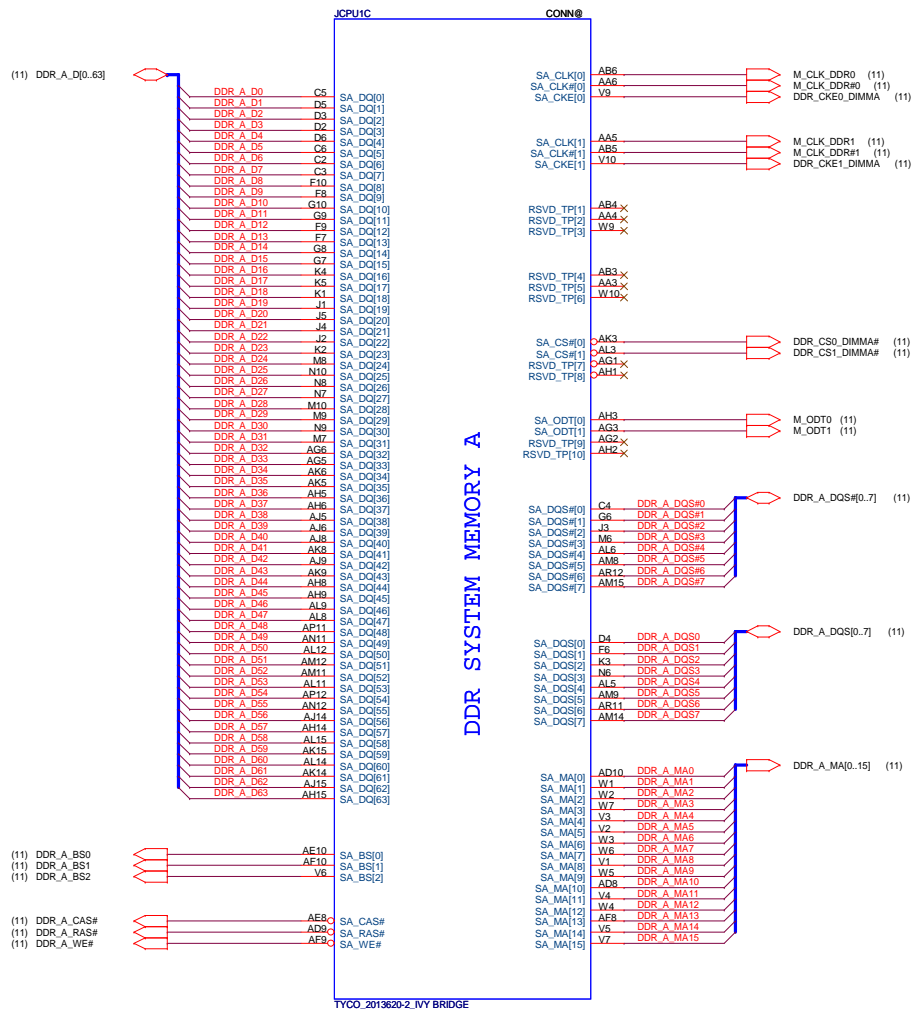 JCPU1C CONN@
(11) DDR_A_D[0..63]
DDR_A_D0 C5 SA_DQ[0]
DDR_A_D1 D5 SA_DQ[1]
DDR_A_D2 D3 SA_DQ[2]
DDR_A_D3 D2 SA_DQ[3]
DDR_A_D4 D6 SA_DQ[4]
DDR_A_D5 C6 SA_DQ[5]
DDR_A_D6 C2 SA_DQ[6]
DDR_A_D7 C3 SA_DQ[7]
DDR_A_D8 F10 SA_DQ[8]
DDR_A_D9 F8 SA_DQ[9]
DDR_A_D10 G10 SA_DQ[10]
DDR_A_D11 G9 SA_DQ[11]
DDR_A_D12 F9 SA_DQ[12]
DDR_A_D13 F7 SA_DQ[13]
DDR_A_D14 G8 SA_DQ[14]
DDR_A_D15 G7 SA_DQ[15]
DDR_A_D16 K4 SA_DQ[16]
DDR_A_D17 K5 SA_DQ[17]
DDR_A_D18 K1 SA_DQ[18]
DDR_A_D19 J1 SA_DQ[19]
DDR_A_D20 J5 SA_DQ[20]
DDR_A_D21 J4 SA_DQ[21]
DDR_A_D22 J2 SA_DQ[22]
DDR_A_D23 K2 SA_DQ[23]
DDR_A_D24 M8 SA_DQ[24]
DDR_A_D25 N10 SA_DQ[25]
DDR_A_D26 N8 SA_DQ[26]
DDR_A_D27 N7 SA_DQ[27]
DDR_A_D28 M10 SA_DQ[28]
DDR_A_D29 M9 SA_DQ[29]
DDR_A_D30 N9 SA_DQ[30]
DDR_A_D31 M7 SA_DQ[31]
DDR_A_D32 AG6 SA_DQ[32]
DDR_A_D33 AG5 SA_DQ[33]
DDR_A_D34 AK6 SA_DQ[34]
DDR_A_D35 AK5 SA_DQ[35]
DDR_A_D36 AH5 SA_DQ[36]
DDR_A_D37 AH6 SA_DQ[37]
DDR_A_D38 AJ5 SA_DQ[38]
DDR_A_D39 AJ6 SA_DQ[39]
DDR_A_D40 AJ8 SA_DQ[40]
DDR_A_D41 AK8 SA_DQ[41]
DDR_A_D42 AJ9 SA_DQ[42]
DDR_A_D43 AK9 SA_DQ[43]
DDR_A_D44 AH8 SA_DQ[44]
DDR_A_D45 AH9 SA_DQ[45]
DDR_A_D46 AL9 SA_DQ[46]
DDR_A_D47 AL8 SA_DQ[47]
DDR_A_D48 AP11 SA_DQ[48]
DDR_A_D49 AN11 SA_DQ[49]
DDR_A_D50 AL12 SA_DQ[50]
DDR_A_D51 AM12 SA_DQ[51]
DDR_A_D52 AM11 SA_DQ[52]
DDR_A_D53 AL11 SA_DQ[53]
DDR_A_D54 AP12 SA_DQ[54]
DDR_A_D55 AN12 SA_DQ[55]
DDR_A_D56 AJ14 SA_DQ[56]
DDR_A_D57 AH14 SA_DQ[57]
DDR_A_D58 AL15 SA_DQ[58]
DDR_A_D59 AK15 SA_DQ[59]
DDR_A_D60 AL14 SA_DQ[60]
DDR_A_D61 AK14 SA_DQ[61]
DDR_A_D62 AJ15 SA_DQ[62]
DDR_A_D63 AH15 SA_DQ[63]
(11) DDR_A_BS0 AE10 SA_BS[0]
(11) DDR_A_BS1 AF10 SA_BS[1]
(11) DDR_A_BS2 V6 SA_BS[2]
(11) DDR_A_CAS# AE8 SA_CAS#
(11) DDR_A_RAS# AD9 SA_RAS#
(11) DDR_A_WE# AF9 SA_WE#
DDR SYSTEM MEMORY A
SA_CLK[0] AB6 M_CLK_DDR0 (11)
SA_CLK#[0] AA6 M_CLK_DDR#0 (11)
SA_CKE[0] V9 DDR_CKE0_DIMMA (11)
SA_CLK[1] AA5 M_CLK_DDR1 (11)
SA_CLK#[1] AB5 M_CLK_DDR#1 (11)
SA_CKE[1] V10 DDR_CKE1_DIMMA (11)
RSVD_TP[1] AB4
RSVD_TP[2] AA4
RSVD_TP[3] W9
RSVD_TP[4] AB3
RSVD_TP[5] AA3
RSVD_TP[6] W10
SA_CS#[0] AK3 DDR_CS0_DIMMA# (11)
SA_CS#[1] AL3 DDR_CS1_DIMMA# (11)
RSVD_TP[7] AG1
RSVD_TP[8] AH1
SA_ODT[0] AH3 M_ODT0 (11)
SA_ODT[1] AG3 M_ODT1 (11)
RSVD_TP[9] AG2
RSVD_TP[10] AH2
DDR_A_DQS#[0..7] (11)
SA_DQS#[0] C4 DDR_A_DQS#0
SA_DQS#[1] G6 DDR_A_DQS#1
SA_DQS#[2] J3 DDR_A_DQS#2
SA_DQS#[3] M6 DDR_A_DQS#3
SA_DQS#[4] AL6 DDR_A_DQS#4
SA_DQS#[5] AM8 DDR_A_DQS#5
SA_DQS#[6] AR12 DDR_A_DQS#6
SA_DQS#[7] AM15 DDR_A_DQS#7
DDR_A_DQS[0..7] (11)
SA_DQS[0] D4 DDR_A_DQS0
SA_DQS[1] F6 DDR_A_DQS1
SA_DQS[2] K3 DDR_A_DQS2
SA_DQS[3] N6 DDR_A_DQS3
SA_DQS[4] AL5 DDR_A_DQS4
SA_DQS[5] AM9 DDR_A_DQS5
SA_DQS[6] AR11 DDR_A_DQS6
SA_DQS[7] AM14 DDR_A_DQS7
DDR_A_MA[0..15] (11)
SA_MA[0] AD10 DDR_A_MA0
SA_MA[1] W1 DDR_A_MA1
SA_MA[2] W2 DDR_A_MA2
SA_MA[3] W7 DDR_A_MA3
SA_MA[4] V3 DDR_A_MA4
SA_MA[5] V2 DDR_A_MA5
SA_MA[6] W3 DDR_A_MA6
SA_MA[7] W6 DDR_A_MA7
SA_MA[8] V1 DDR_A_MA8
SA_MA[9] W5 DDR_A_MA9
SA_MA[10] AD8 DDR_A_MA10
SA_MA[11] V4 DDR_A_MA11
SA_MA[12] W4 DDR_A_MA12
SA_MA[13] AF8 DDR_A_MA13
SA_MA[14] V5 DDR_A_MA14
SA_MA[15] V7 DDR_A_MA15
TYCO_2013620-2_IVY BRIDGE